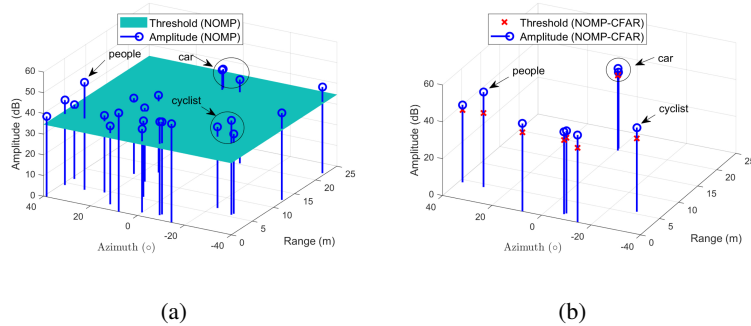 Threshold (NOMP)
Amplitude (NOMP)
people
car
cyclist
Amplitude (dB)
60
50
40
30
20
10
0
40
20
0
-20
-40
Azimuth (○)
0
5
10
15
20
25
Range (m)
(a)
Threshold (NOMP-CFAR)
Amplitude (NOMP-CFAR)
people
car
cyclist
Amplitude (dB)
60
40
20
0
40
20
0
-20
-40
Azimuth (○)
0
5
10
15
20
25
Range (m)
(b)